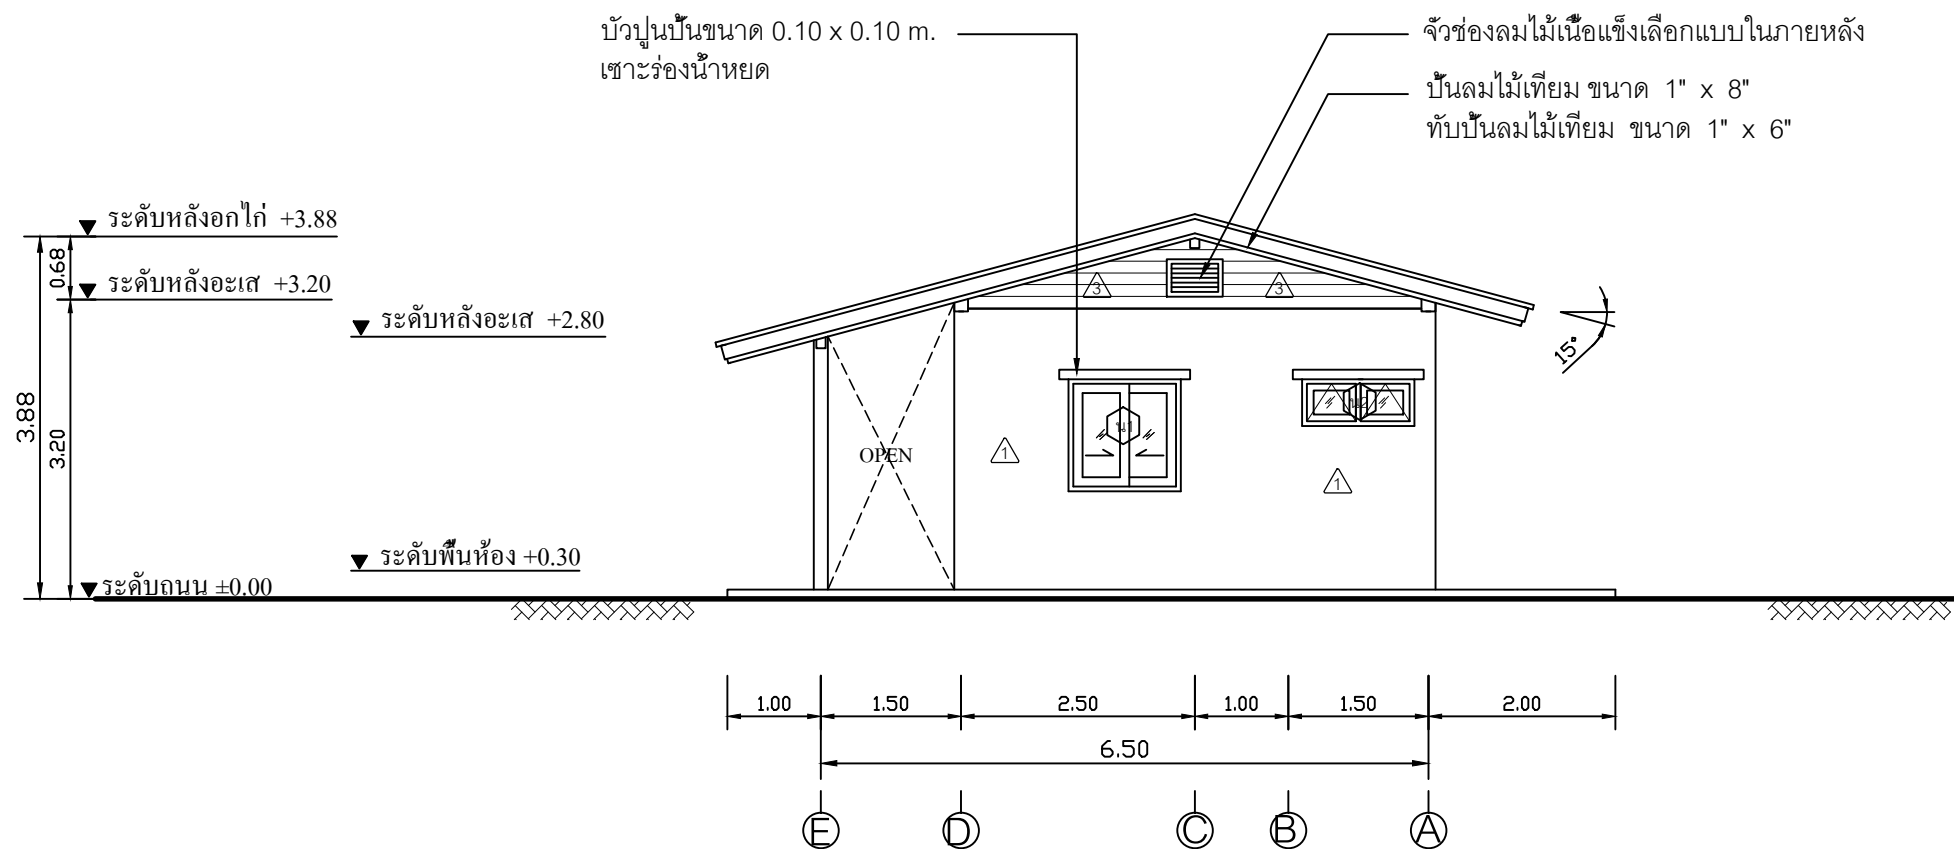 บัวปูนปั้นขนาด 0.10 x 0.10 m.
เซาะร่องน้ำหยด
จั่วช่องลมไม้เนื้อแข็งเลือกแบบในภายหลัง
ปั้นลมไม้เทียม ขนาด 1" x 8"
ทับปั้นลมไม้เทียม ขนาด 1" x 6"
ระดับหลังอกไก่ +3.88
0.68
ระดับหลังอะเส +3.20
ระดับหลังอะเส +2.80
3
3
15°
3.88
3.20
น1
น2
OPEN
1
1
ระดับพื้นห้อง +0.30
ระดับถนน ±0.00
1.00 1.50 2.50 1.00 1.50 2.00
6.50
E D C B A